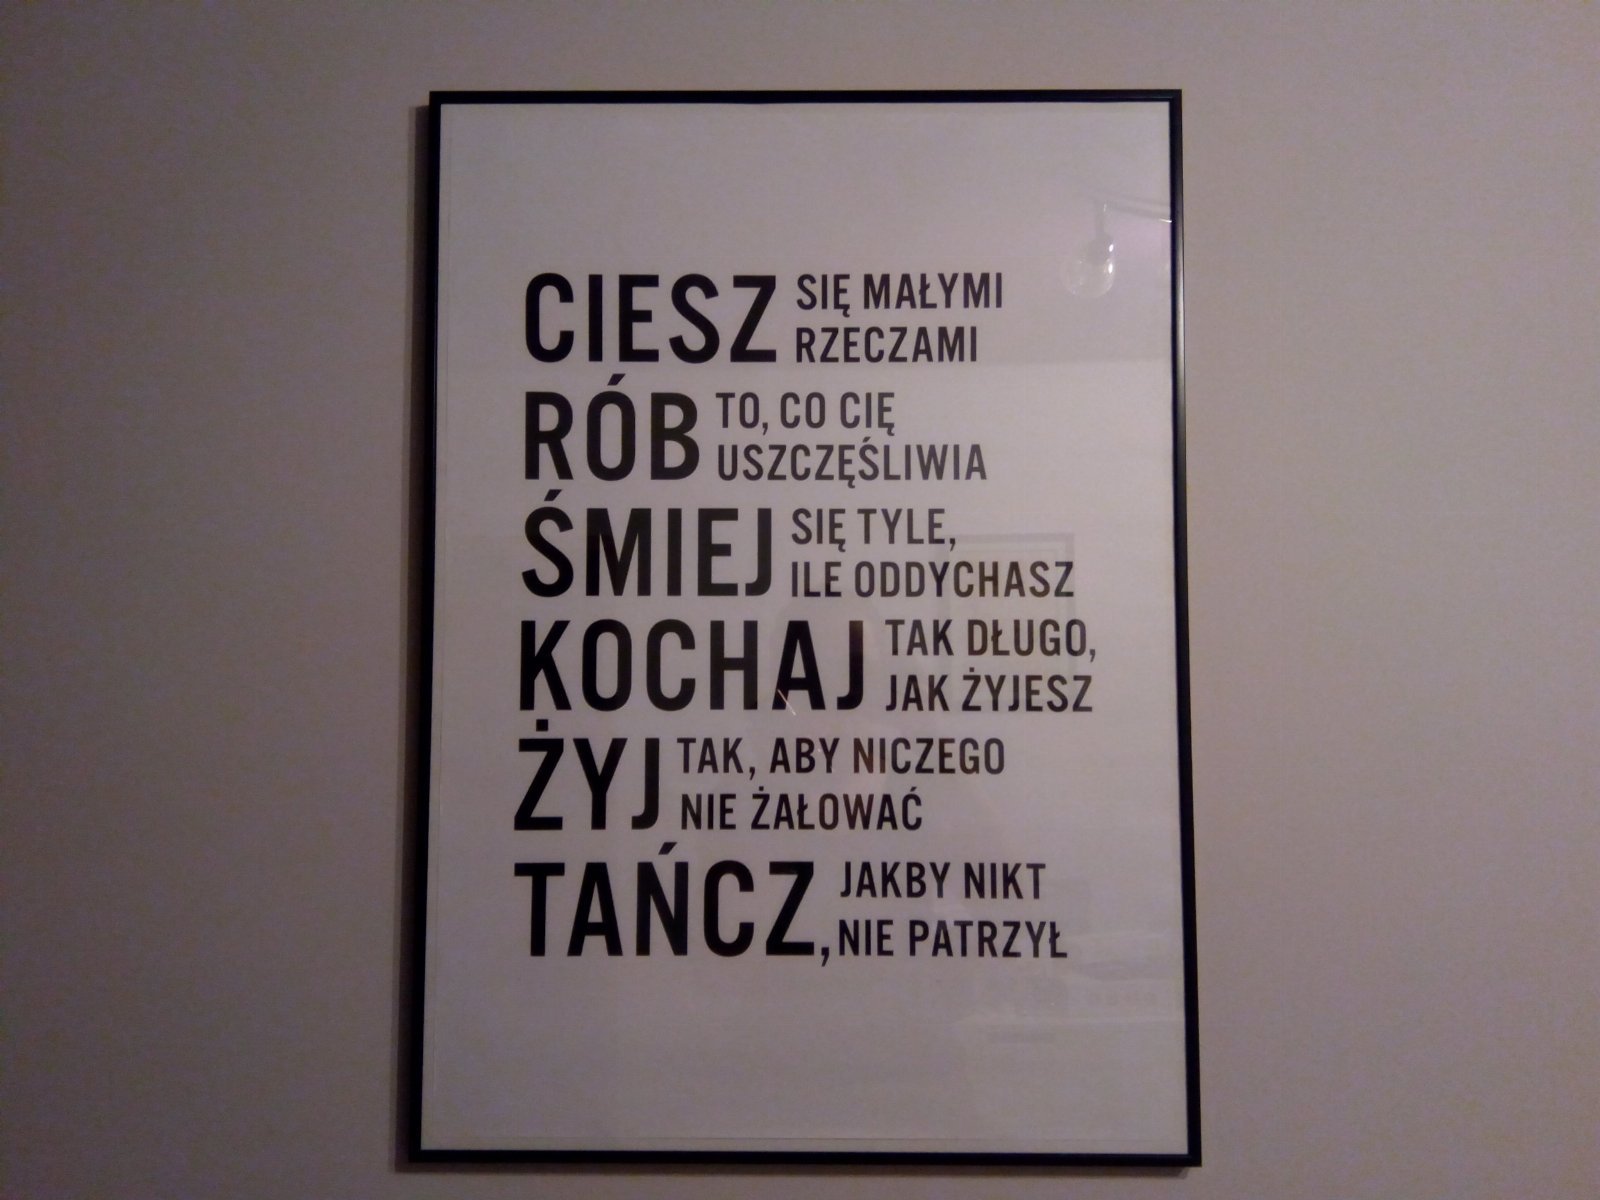 CIESZ SIĘ MAŁYMI
RZECZAMI
RÓB TO, CO CIĘ
USZCZĘŚLIWIA
ŚMIEJ SIĘ TYLE,
ILE ODDYCHASZ
KOCHAJ TAK DŁUGO,
JAK ŻYJESZ
ŻYJ TAK, ABY NICZEGO
NIE ŻAŁOWAĆ
TAŃCZ, JAKBY NIKT
NIE PATRZYŁ